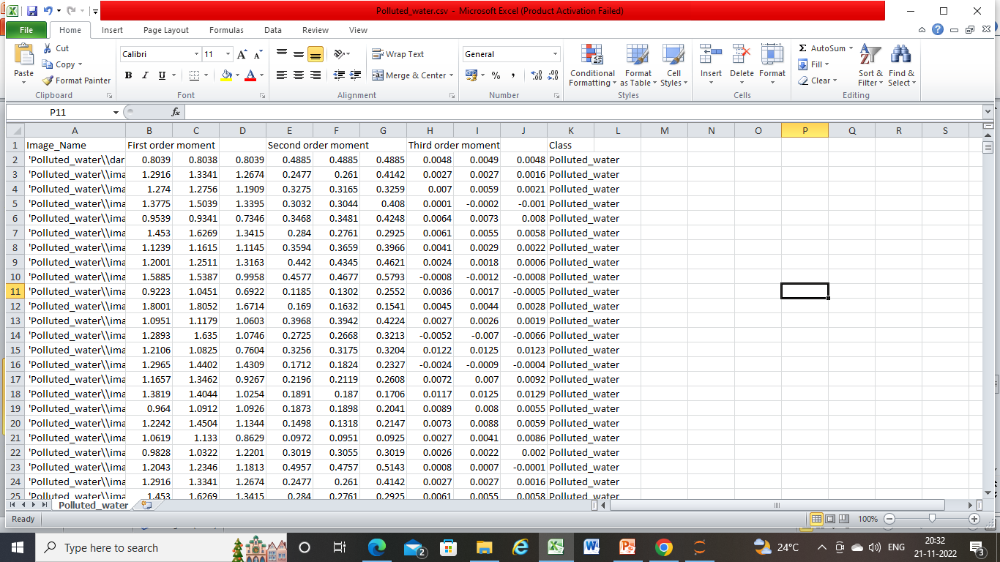 Polluted_water.csv - Microsoft Excel (Product Activation Failed)
File Home Insert Page Layout Formulas Data Review View
Paste Cut Copy Format Painter Clipboard
Calibri 11 A A B I U A Font
Wrap Text Merge & Center Alignment
General % , Number
Conditional Formatting Format as Table Cell Styles Styles
Insert Delete Format Cells
Σ AutoSum Fill Clear Sort & Filter Find & Select Editing
P11 fx
A B C D E F G H I J K L M N O P Q R S
1 Image_Name First order moment Second order moment Third order moment Class
2 'Polluted_water\\dar 0.8039 0.8038 0.8039 0.4885 0.4885 0.4885 0.0048 0.0049 0.0048 Polluted_water
3 'Polluted_water\\ima 1.2916 1.3341 1.2674 0.2477 0.261 0.4142 0.0027 0.0027 0.0016 Polluted_water
4 'Polluted_water\\ima 1.274 1.2756 1.1909 0.3275 0.3165 0.3259 0.007 0.0059 0.0021 Polluted_water
5 'Polluted_water\\ima 1.3775 1.5039 1.3395 0.3032 0.3044 0.408 0.0001 -0.0002 -0.001 Polluted_water
6 'Polluted_water\\ima 0.9539 0.9341 0.7346 0.3468 0.3481 0.4248 0.0064 0.0073 0.008 Polluted_water
7 'Polluted_water\\ima 1.453 1.6269 1.3415 0.284 0.2761 0.2925 0.0061 0.0055 0.0058 Polluted_water
8 'Polluted_water\\ima 1.1239 1.1615 1.1145 0.3594 0.3659 0.3966 0.0041 0.0029 0.0022 Polluted_water
9 'Polluted_water\\ima 1.2001 1.2511 1.3163 0.442 0.4345 0.4621 0.0024 0.0018 0.0006 Polluted_water
10 'Polluted_water\\ima 1.5885 1.5387 0.9958 0.4577 0.4677 0.5793 -0.0008 -0.0012 -0.0008 Polluted_water
11 'Polluted_water\\ima 0.9223 1.0451 0.6922 0.1185 0.1302 0.2552 0.0036 0.0017 -0.0005 Polluted_water
12 'Polluted_water\\ima 1.8001 1.8052 1.6714 0.169 0.1632 0.1541 0.0045 0.0044 0.0028 Polluted_water
13 'Polluted_water\\ima 1.0951 1.1179 1.0603 0.3968 0.3942 0.4224 0.0027 0.0026 0.0019 Polluted_water
14 'Polluted_water\\ima 1.2893 1.635 1.0746 0.2725 0.2668 0.3213 -0.0052 -0.007 -0.0066 Polluted_water
15 'Polluted_water\\ima 1.2106 1.0825 0.7604 0.3256 0.3175 0.3204 0.0122 0.0125 0.0123 Polluted_water
16 'Polluted_water\\ima 1.2965 1.4402 1.4309 0.1712 0.1824 0.2327 -0.0024 -0.0009 -0.0004 Polluted_water
17 'Polluted_water\\ima 1.1657 1.3462 0.9267 0.2196 0.2119 0.2608 0.0072 0.007 0.0092 Polluted_water
18 'Polluted_water\\ima 1.3819 1.4044 1.0254 0.1891 0.187 0.1706 0.0117 0.0125 0.0129 Polluted_water
19 'Polluted_water\\ima 0.964 1.0912 1.0926 0.1873 0.1898 0.2041 0.0089 0.008 0.0055 Polluted_water
20 'Polluted_water\\ima 1.2242 1.4504 1.1344 0.1498 0.1318 0.2147 0.0073 0.0088 0.0059 Polluted_water
21 'Polluted_water\\ima 1.0619 1.133 0.8629 0.0972 0.0951 0.0925 0.0027 0.0041 0.0086 Polluted_water
22 'Polluted_water\\ima 0.9828 1.0322 1.2201 0.3019 0.3055 0.3019 0.0026 0.0022 0.002 Polluted_water
23 'Polluted_water\\ima 1.2043 1.2346 1.1813 0.4957 0.4757 0.5143 0.0008 0.0007 -0.0001 Polluted_water
24 'Polluted_water\\ima 1.2916 1.3341 1.2674 0.2477 0.261 0.4142 0.0027 0.0027 0.0016 Polluted_water
25 'Polluted_water\\ima 1.453 1.6269 1.3415 0.284 0.2761 0.2925 0.0061 0.0055 0.0058 Polluted_water
Polluted_water
Ready 100%
Type here to search 2 24°C ENG 20:32 21-11-2022 3